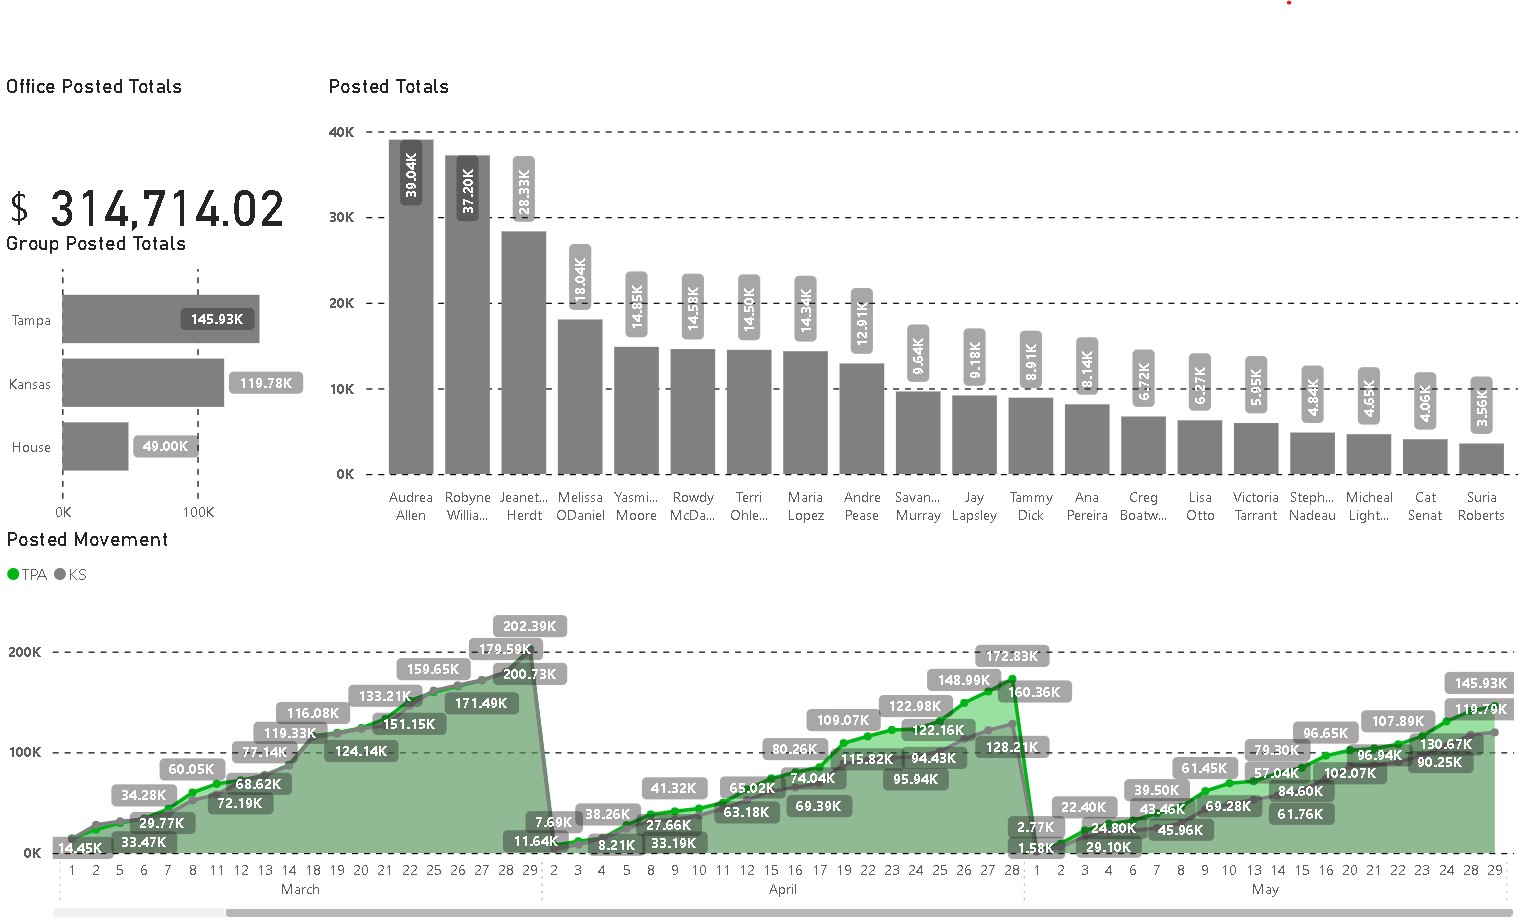 Office Posted Totals
$ 314,714.02
Group Posted Totals
Tampa 145.93K
Kansas 119.78K
House 49.00K
0K 100K
Posted Totals
40K
30K
20K
10K
0K
39.04K 37.20K 28.33K 18.04K 14.85K 14.58K 14.50K 14.34K 12.91K 9.64K 9.18K 8.91K 8.14K 6.72K 6.27K 5.95K 4.84K 4.65K 4.06K 3.56K
Audrea Robyne Jeanet... Melissa Yasmi... Rowdy Terri Maria Andre Savan... Jay Tammy Ana Creg Lisa Victoria Steph... Micheal Cat Suria
Allen Willia... Herdt ODaniel Moore McDa... Ohle... Lopez Pease Murray Lapsley Dick Pereira Boatw... Otto Tarrant Nadeau Light... Senat Roberts
Posted Movement
TPA KS
200K
100K
0K
14.45K 34.28K 33.47K 29.77K 60.05K 72.19K 68.62K 77.14K 119.33K 116.08K 124.14K 133.21K 151.15K 159.65K 171.49K 179.59K 202.39K 200.73K
11.64K 7.69K 38.26K 8.21K 27.66K 33.19K 41.32K 63.18K 65.02K 80.26K 74.04K 69.39K 109.07K 115.82K 122.98K 95.94K 94.43K 122.16K 148.99K 128.21K 172.83K 160.36K
2.77K 1.58K 22.40K 24.80K 29.10K 39.50K 43.46K 45.96K 61.45K 69.28K 79.30K 57.04K 84.60K 61.76K 96.65K 102.07K 96.94K 107.89K 90.25K 130.67K 145.93K 119.79K
1 2 5 6 7 8 11 12 13 14 18 19 20 21 22 25 26 27 28 29 2 3 4 5 8 9 10 11 12 15 16 17 19 22 23 24 25 26 27 28 1 2 3 6 7 8 9 10 13 14 15 16 20 21 22 23 24 28 29
March April May